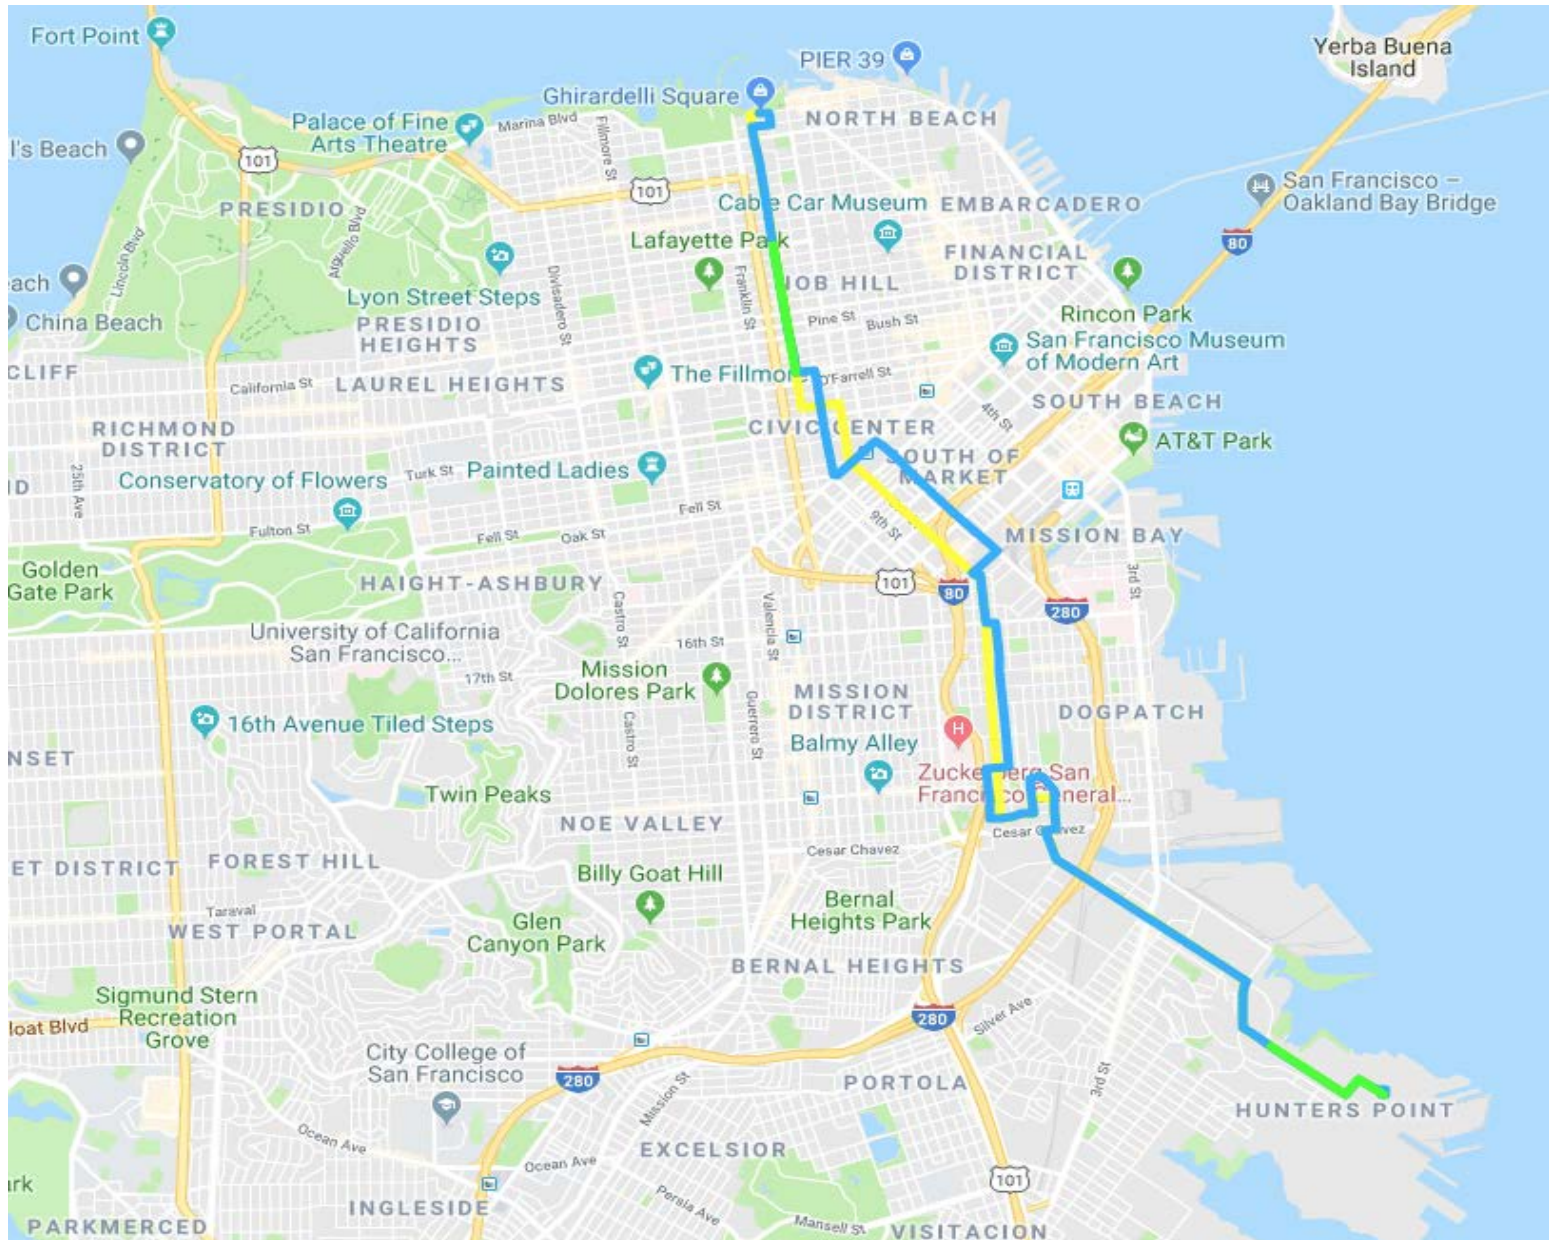 Fort Point
PIER 39
Yerba Buena
Island
Ghirardelli Square
NORTH BEACH
Marina Blvd
Fillmore St
Palace of Fine
Arts Theatre
l's Beach
101
101
San Francisco –
Oakland Bay Bridge
PRESIDIO
Cable Car Museum
EMBARCADERO
Lincoln Blvd
Lafayette Park
80
FINANCIAL
DISTRICT
each
Lyon Street Steps
Divisadero St
Franklin St
OB HILL
China Beach
PRESIDIO
HEIGHTS
Pine St
Bush St
Rincon Park
San Francisco Museum
of Modern Art
CLIFF
California St
LAUREL HEIGHTS
The Fillmore
O'Farrell St
4th St
SOUTH BEACH
RICHMOND
DISTRICT
CIVIC CENTER
AT&T Park
25th Ave
ND
Conservatory of Flowers
Turk St
Painted Ladies
SOUTH OF
MARKET
Fulton St
Fell St
Oak St
Fell St
9th St
MISSION BAY
Golden
Gate Park
HAIGHT-ASHBURY
101
80
3rd St
280
University of California
San Francisco...
Castro St
Valencia St
16th St
17th St
Mission
Dolores Park
MISSION
DISTRICT
DOGPATCH
16th Avenue Tiled Steps
Castro St
Guerrero St
Balmy Alley
H
NSET
Zuckerberg San
Francisco General...
Twin Peaks
NOE VALLEY
Cesar Chavez
Cesar Chavez
ET DISTRICT
FOREST HILL
Billy Goat Hill
Bernal
Heights Park
Taraval
WEST PORTAL
Glen
Canyon Park
BERNAL HEIGHTS
Sigmund Stern
Recreation
Grove
loat Blvd
280
Silver Ave
City College of
San Francisco
280
Mission St
PORTOLA
3rd St
HUNTERS POINT
Ocean Ave
Ocean Ave
EXCELSIOR
101
ark
INGLESIDE
Persia Ave
Mansell St
PARKMERCED
VISITACION